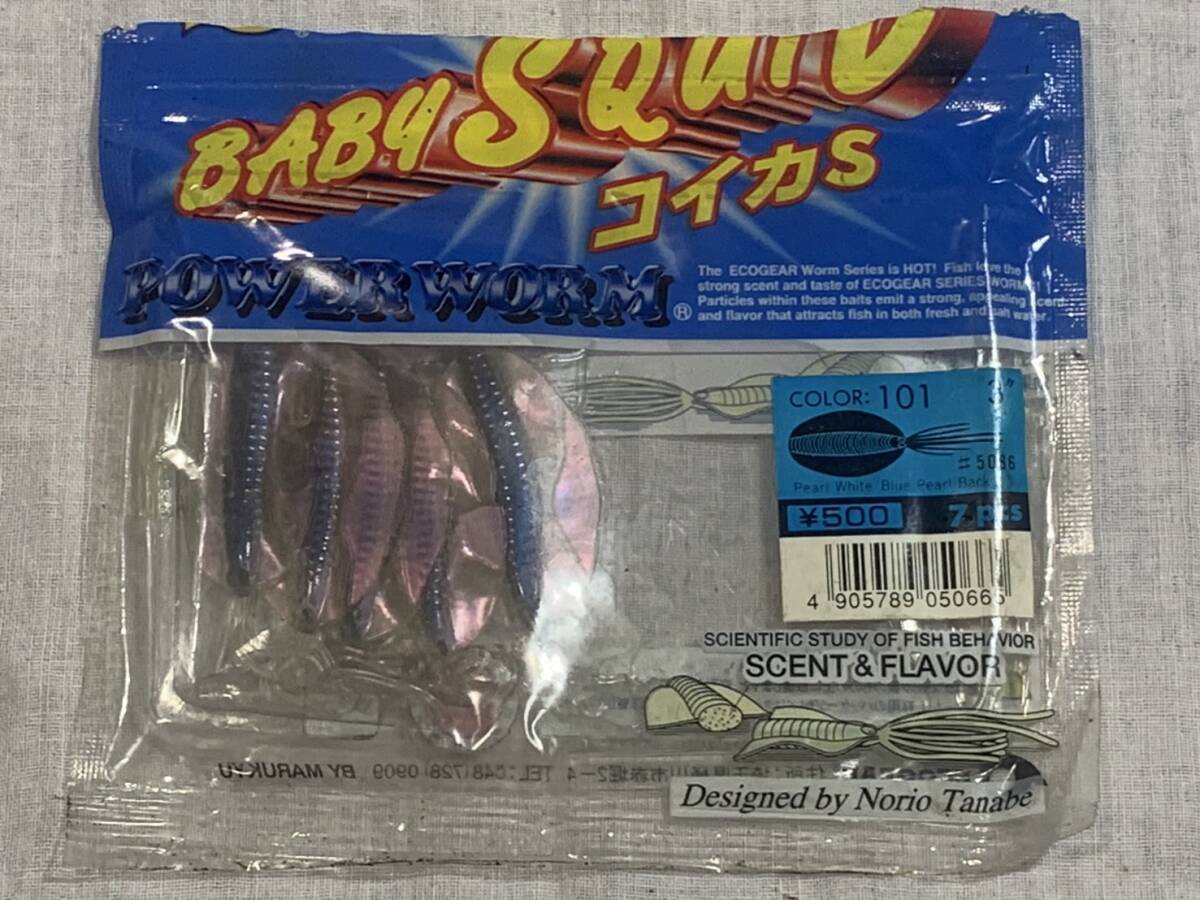 BABY SQUID
コイカS
POWER WORM®
The ECOGEAR Worm Series is HOT! Fish love the
strong scent and taste of ECOGEAR SERIES WORM
Particles within these baits emit a strong, appealing scent
and flavor that attracts fish in both fresh and salt water.
COLOR: 101 3"
#5066
Pearl White Blue Pearl Back
¥500 7 pcs
4 905789 050665
SCIENTIFIC STUDY OF FISH BEHAVIOR
SCENT & FLAVOR
BY MARUKYU TEL:048(728)0909
Designed by Norio Tanabe